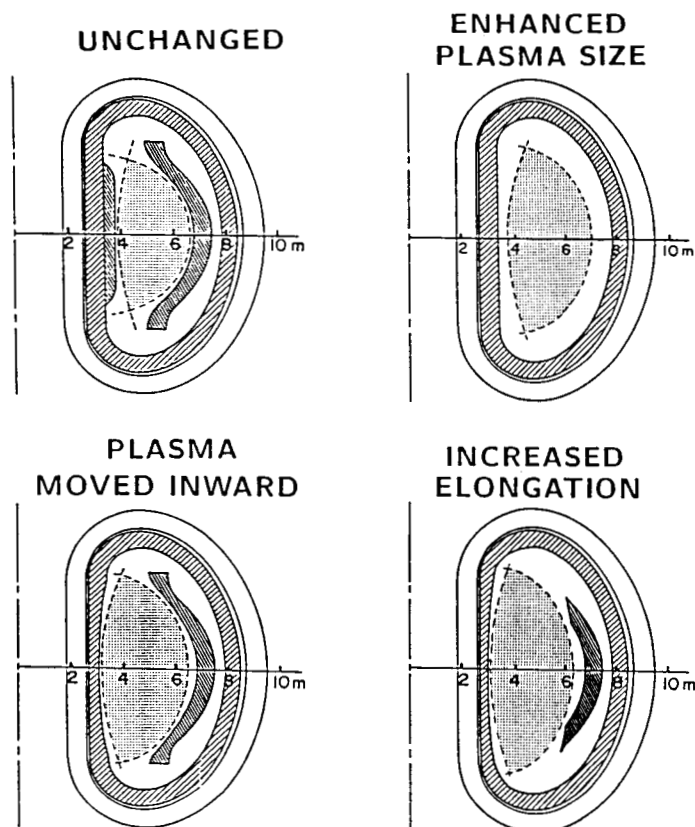 UNCHANGED
ENHANCED
PLASMA SIZE
2 4 6 8 10 m
2 4 6 8 10 m
PLASMA
MOVED INWARD
INCREASED
ELONGATION
2 4 6 8 10 m
2 4 6 8 10 m